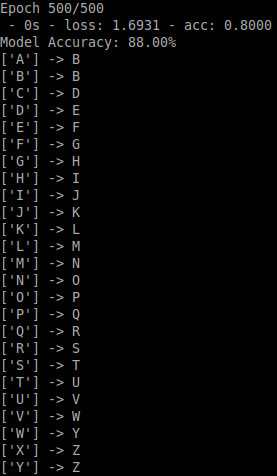 Epoch 500/500
 - 0s - loss: 1.6931 - acc: 0.8000
Model Accuracy: 88.00%
['A'] -> B
['B'] -> B
['C'] -> D
['D'] -> E
['E'] -> F
['F'] -> G
['G'] -> H
['H'] -> I
['I'] -> J
['J'] -> K
['K'] -> L
['L'] -> M
['M'] -> N
['N'] -> O
['O'] -> P
['P'] -> Q
['Q'] -> R
['R'] -> S
['S'] -> T
['T'] -> U
['U'] -> V
['V'] -> W
['W'] -> Y
['X'] -> Z
['Y'] -> Z